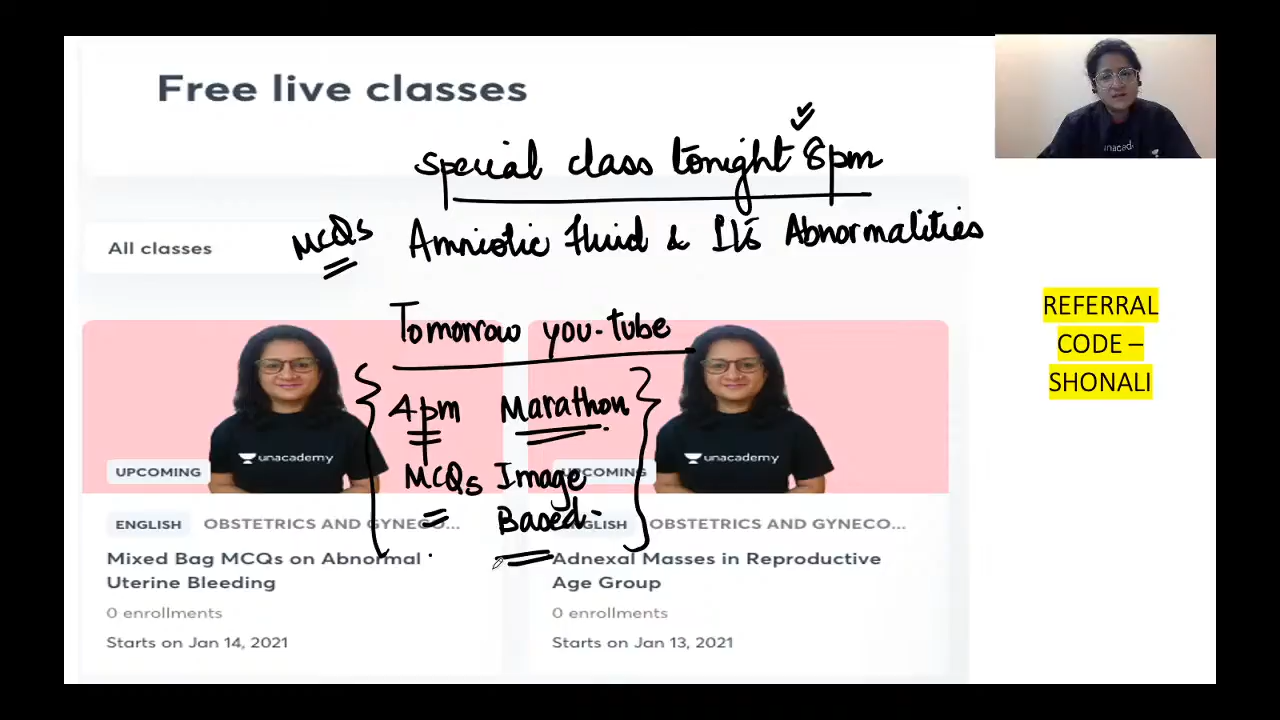 Free live classes
special class tonight 8pm
MCQs Amniotic Fluid & Its Abnormalities
All classes
Tomorrow you-tube
4pm Marathon
MCQs Image
Based-
unacademy
unacademy
UPCOMING
UPCOMING
ENGLISH OBSTETRICS AND GYNECO...
Mixed Bag MCQs on Abnormal
Uterine Bleeding
0 enrollments
Starts on Jan 14, 2021
ENGLISH OBSTETRICS AND GYNECO...
Adnexal Masses in Reproductive
Age Group
0 enrollments
Starts on Jan 13, 2021
unacade
REFERRAL
CODE –
SHONALI